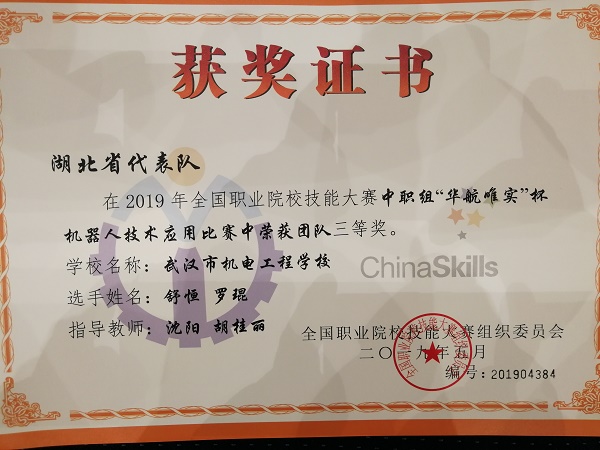 获奖证书
湖北省代表队
在2019年全国职业院校技能大赛中职组“华航唯实”杯
机器人技术应用比赛中荣获团队三等奖。
学校名称：武汉市机电工程学校
ChinaSkills
选手姓名：舒恒 罗琨
指导教师：沈阳 胡桂丽
全国职业院校技能大赛组织委员会
二〇一九年五月
编号:201904384